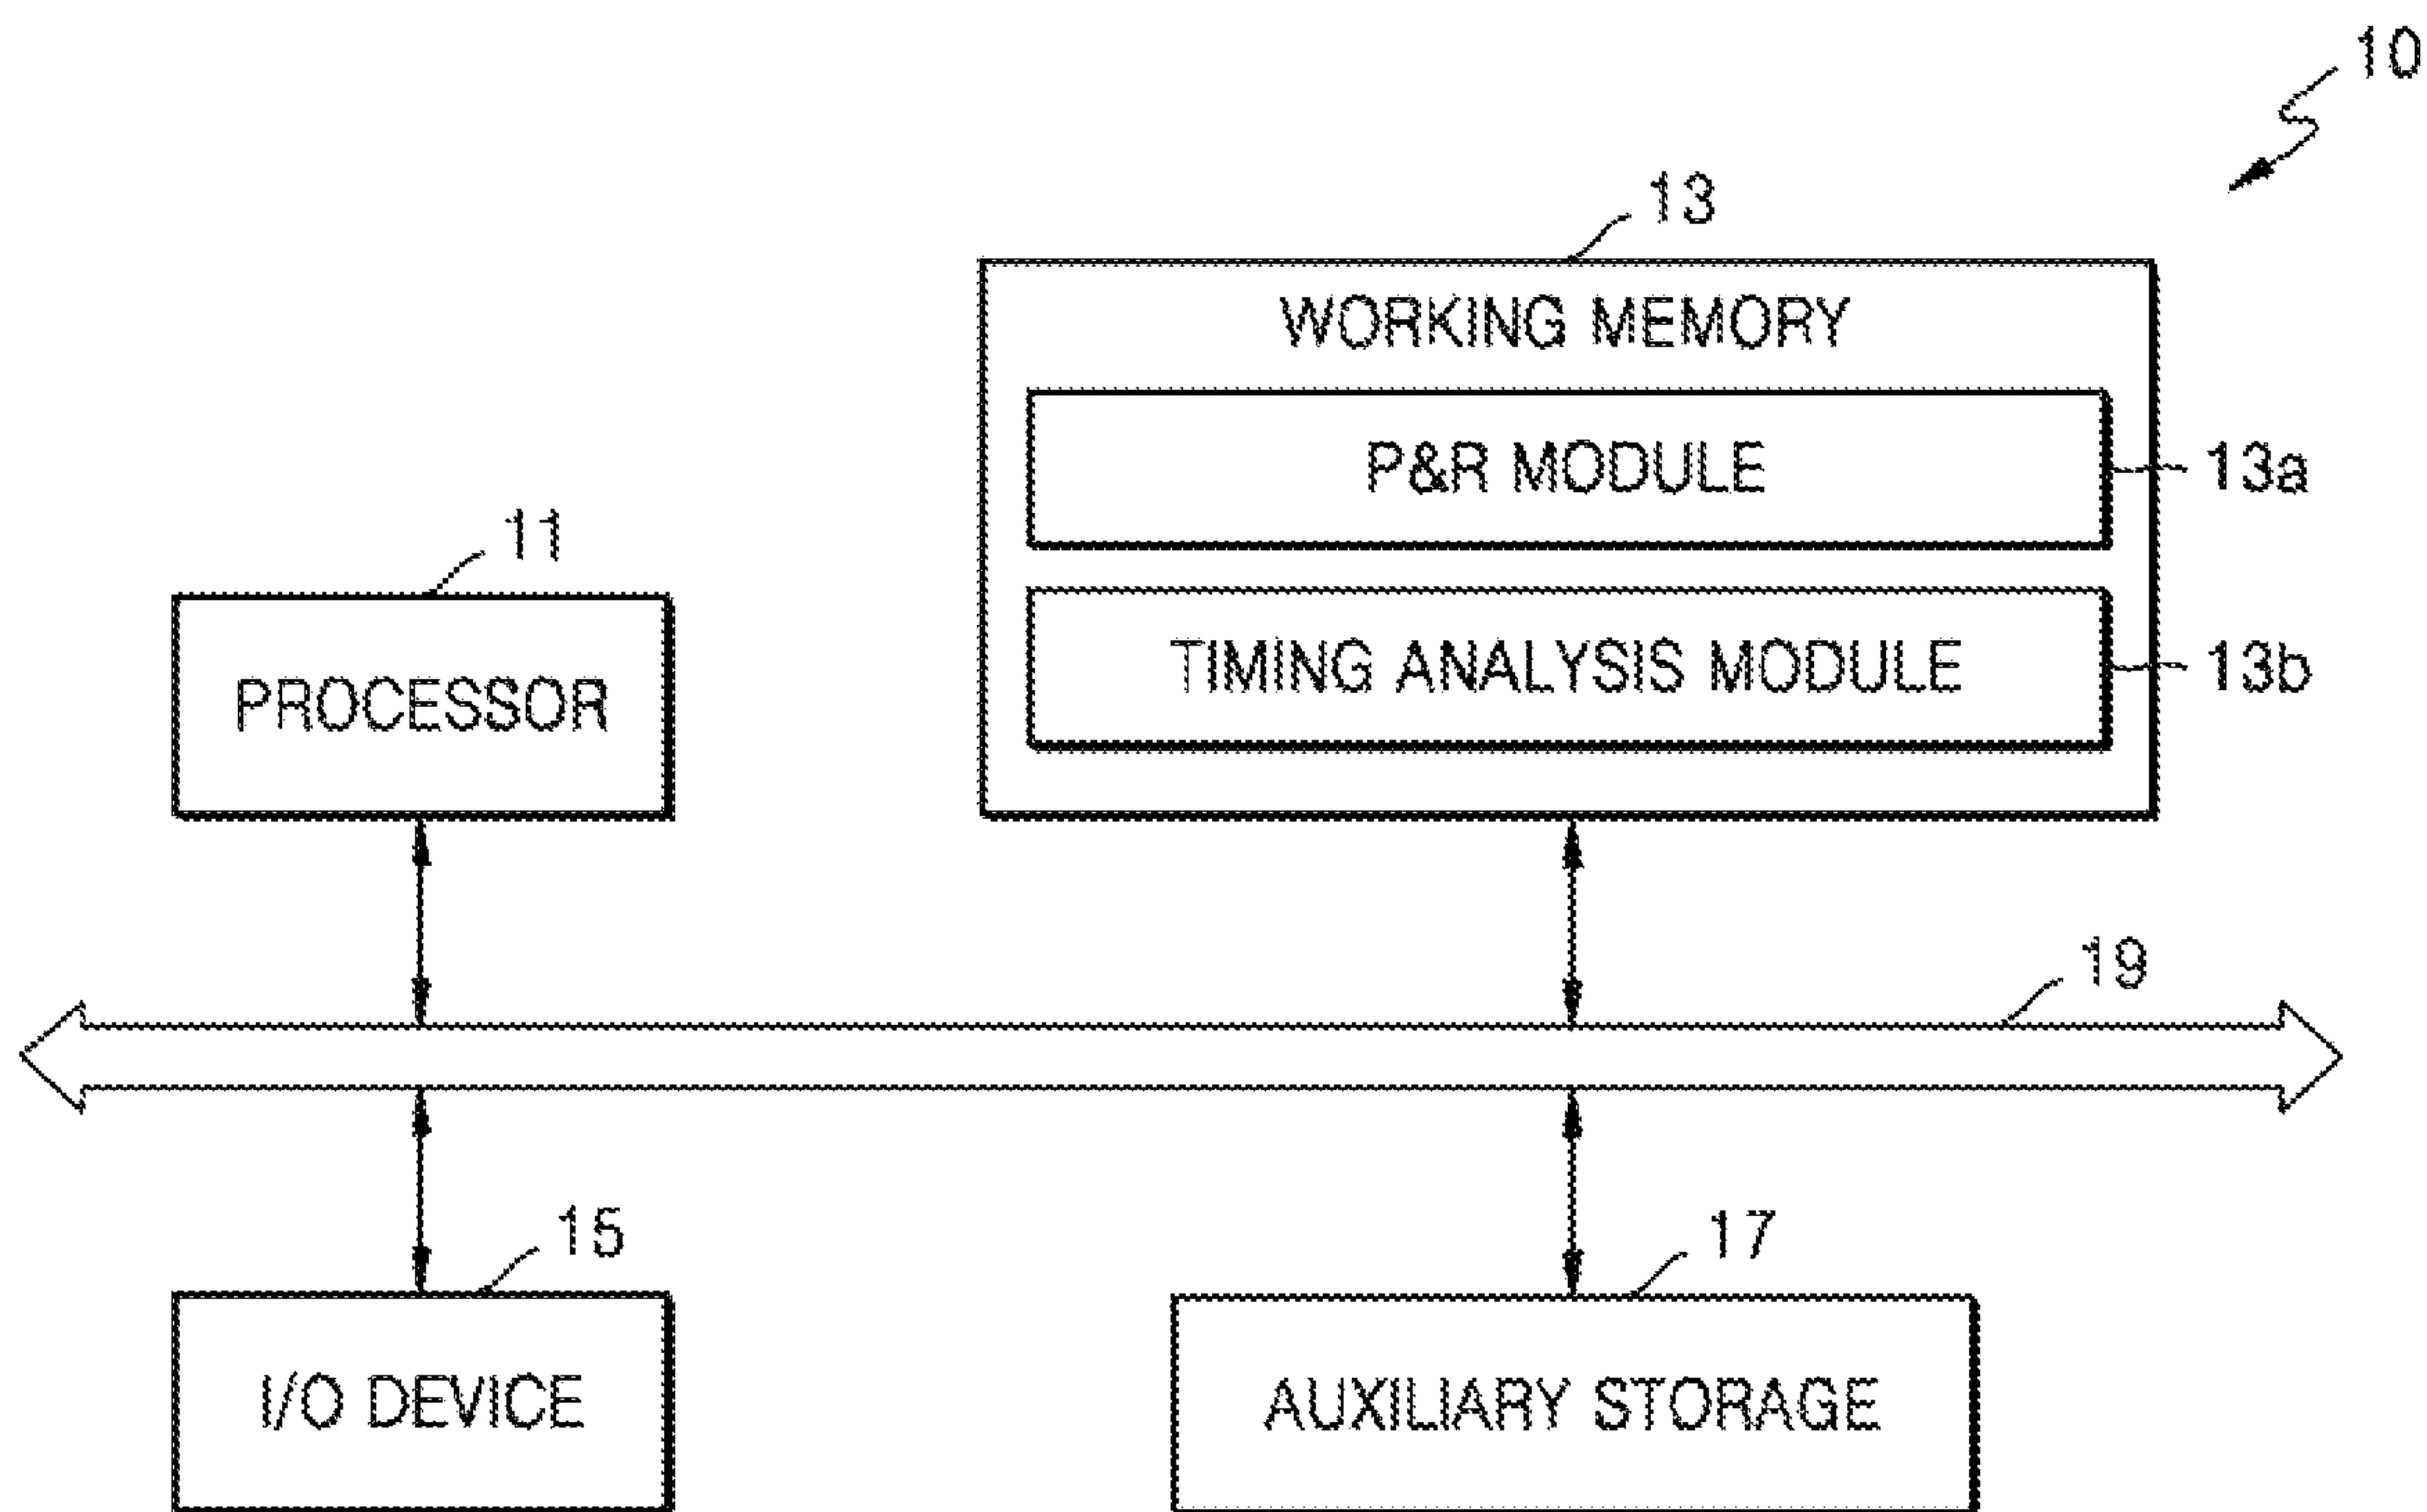 10
13
WORKING MEMORY
P&R MODULE
13a
11
TIMING ANALYSIS MODULE
13b
PROCESSOR
19
15
17
I/O DEVICE
AUXILIARY STORAGE